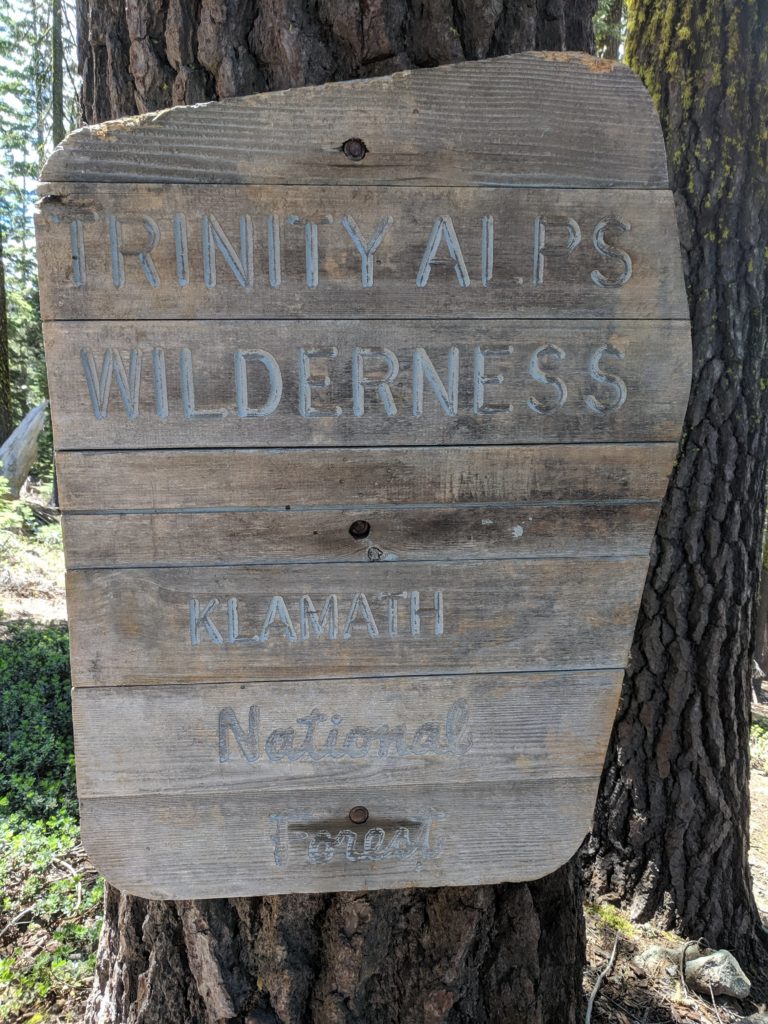 TRINITY ALPS
WILDERNESS
KLAMATH
National
Forest